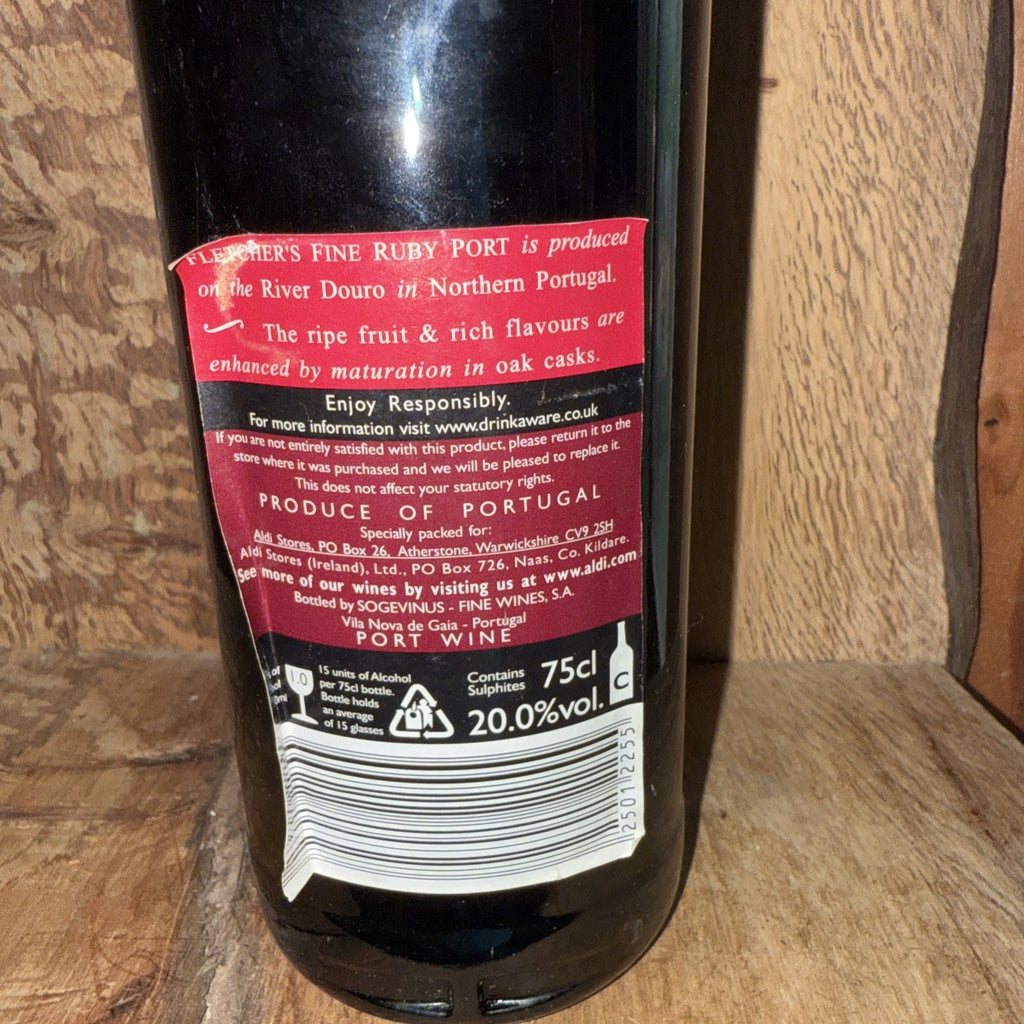 FLETCHER'S FINE RUBY PORT is produced
on the River Douro in Northern Portugal.
The ripe fruit & rich flavours are
enhanced by maturation in oak casks.
Enjoy Responsibly.
For more information visit www.drinkaware.co.uk
If you are not entirely satisfied with this product, please return it to the
store where it was purchased and we will be pleased to replace it.
This does not affect your statutory rights.
PRODUCE OF PORTUGAL
Specially packed for:
Aldi Stores, PO Box 26, Atherstone, Warwickshire CV9 2SH
Aldi Stores (Ireland), Ltd., PO Box 726, Naas, Co. Kildare.
See more of our wines by visiting us at www.aldi.com
Bottled by SOGEVINUS - FINE WINES, S.A.
Vila Nova de Gaia - Portugal
PORT WINE
1.0
15 units of Alcohol
per 75cl bottle.
Bottle holds
an average
of 15 glasses
Contains
Sulphites
75cl
20.0%vol.
C
25012255